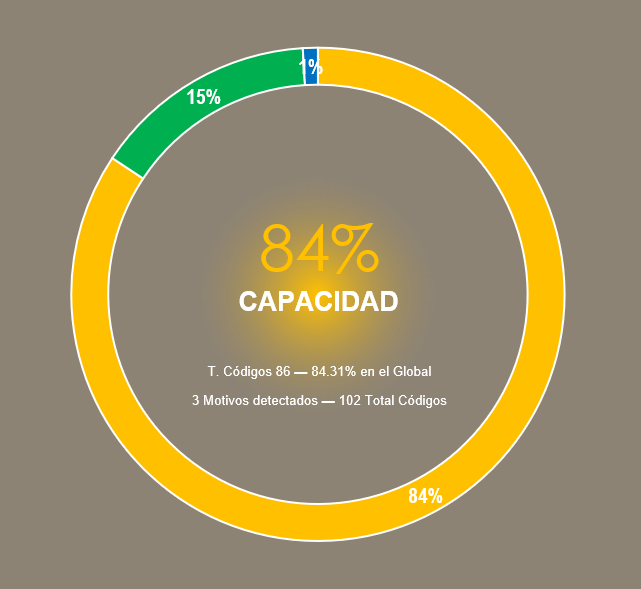 1%
15%
84%
CAPACIDAD
T. Códigos 86 — 84.31% en el Global
3 Motivos detectados — 102 Total Códigos
84%